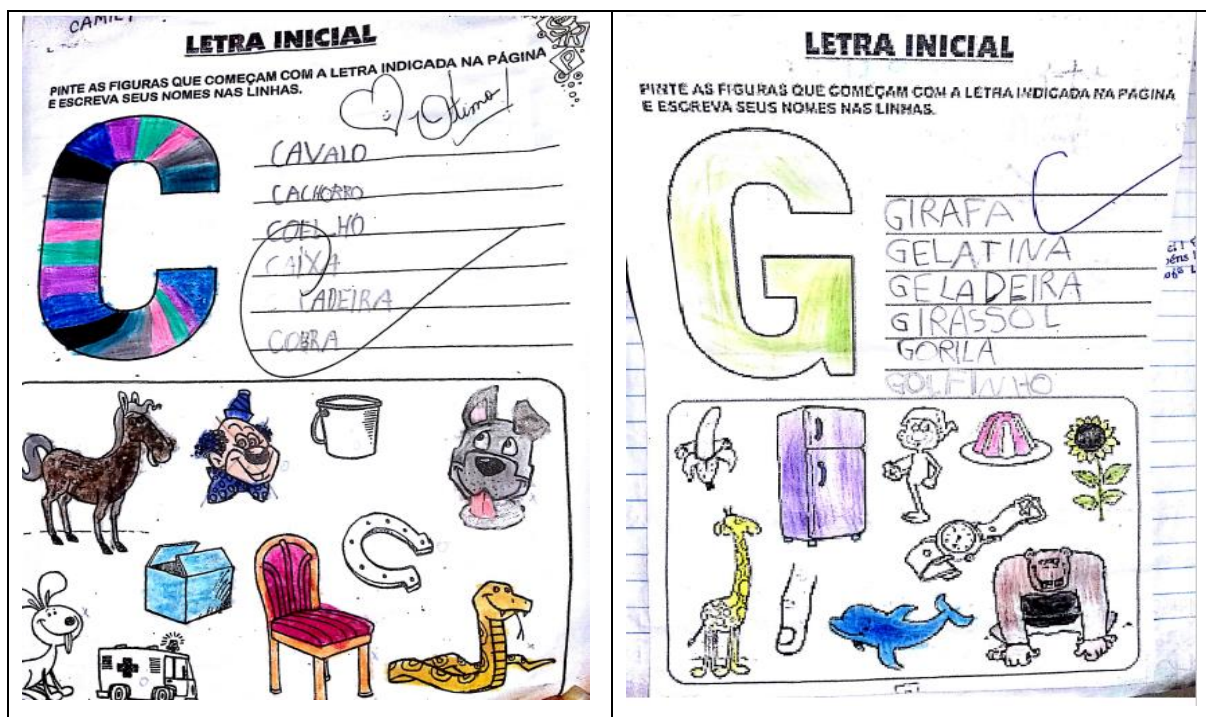 CAMIL
LETRA INICIAL
PINTE AS FIGURAS QUE COMEÇAM COM A LETRA INDICADA NA PÁGINA
E ESCREVA SEUS NOMES NAS LINHAS.
Otimo!
C
CAVALO
CACHORRO
COELHO
CAIXA
CADEIRA
COBRA
LETRA INICIAL
PINTE AS FIGURAS QUE COMEÇAM COM A LETRA INDICADA NA PÁGINA
E ESCREVA SEUS NOMES NAS LINHAS.
G
GIRAFA
GELATINA
GELADEIRA
GIRASSOL
GORILA
GOLFINHO